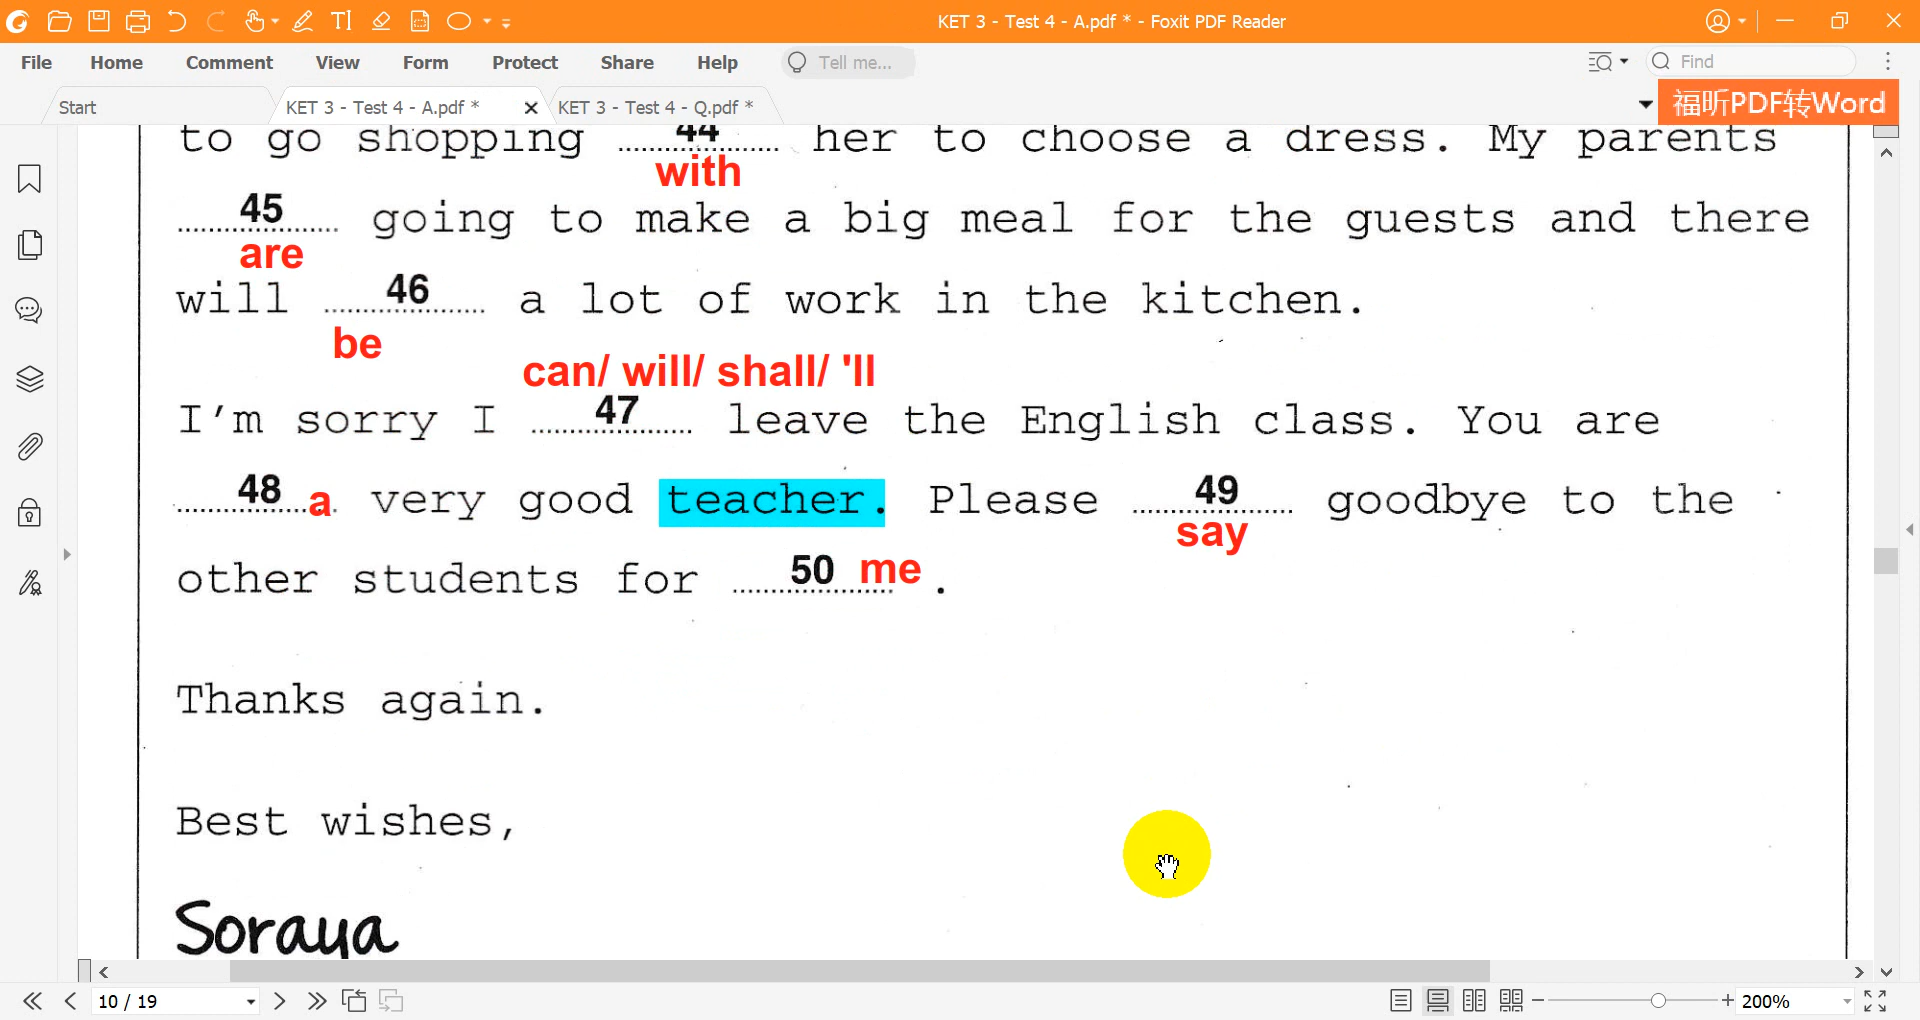 KET 3 - Test 4 - A.pdf * - Foxit PDF Reader
File Home Comment View Form Protect Share Help Tell me... Find
Start KET 3 - Test 4 - A.pdf * KET 3 - Test 4 - Q.pdf * 福昕PDF转Word
to go shopping 44 her to choose a dress. My parents
with
45 going to make a big meal for the guests and there
are
will 46 a lot of work in the kitchen.
be
can/ will/ shall/ 'll
I'm sorry I 47 leave the English class. You are
48 a very good teacher. Please 49 goodbye to the
say
other students for 50 me .
Thanks again.
Best wishes,
Soraya
10 / 19 200%